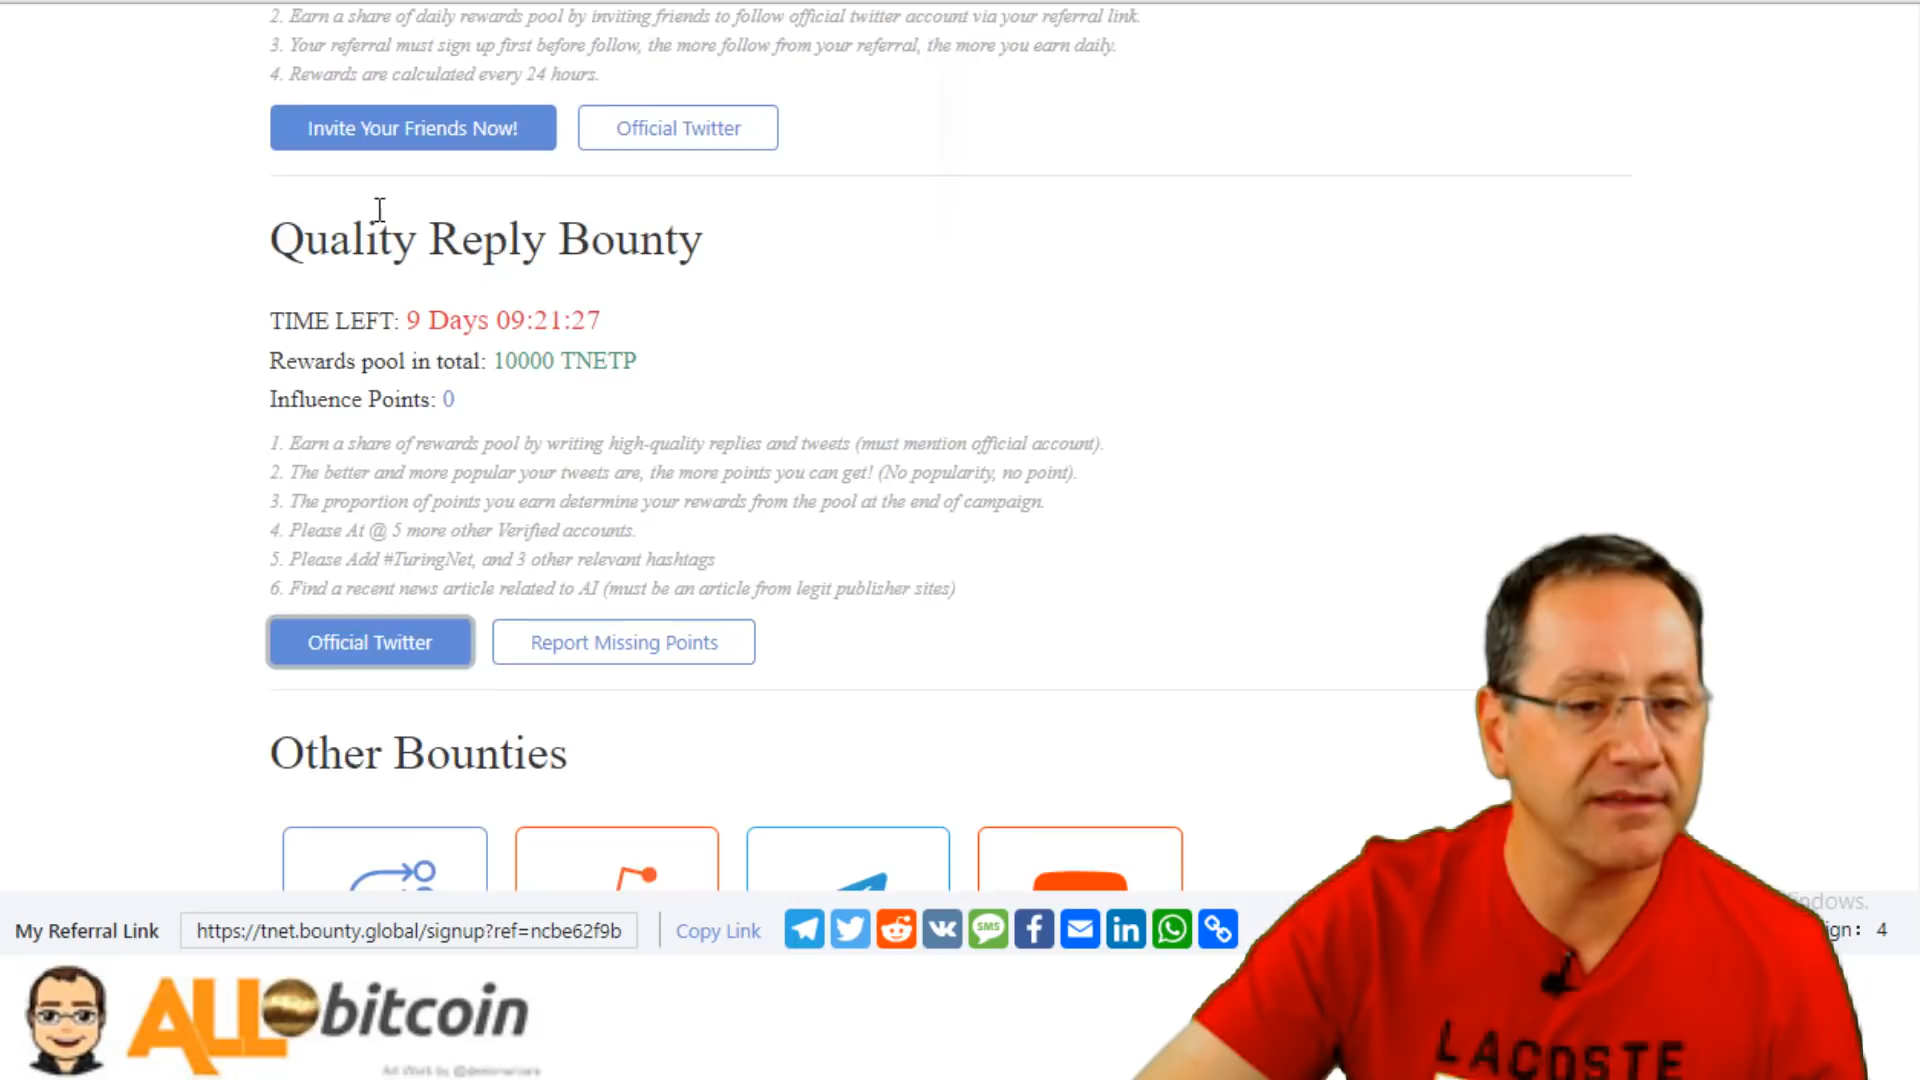 2. Earn a share of daily rewards pool by inviting friends to follow official twitter account via your referral link.
3. Your referral must sign up first before follow, the more follow from your referral, the more you earn daily.
4. Rewards are calculated every 24 hours.
Invite Your Friends Now!
Official Twitter
Quality Reply Bounty
TIME LEFT: 9 Days 09:21:27
Rewards pool in total: 10000 TNETP
Influence Points: 0
1. Earn a share of rewards pool by writing high-quality replies and tweets (must mention official account).
2. The better and more popular your tweets are, the more points you can get! (No popularity, no point).
3. The proportion of points you earn determine your rewards from the pool at the end of campaign.
4. Please At @ 5 more other Verified accounts.
5. Please Add #TuringNet, and 3 other relevant hashtags
6. Find a recent news article related to AI (must be an article from legit publisher sites)
Official Twitter
Report Missing Points
Other Bounties
My Referral Link
https://tnet.bounty.global/signup?ref=ncbe62f9b
Copy Link
SMS
indows.
ign: 4
ALLbitcoin
Art Work by
LACOSTE